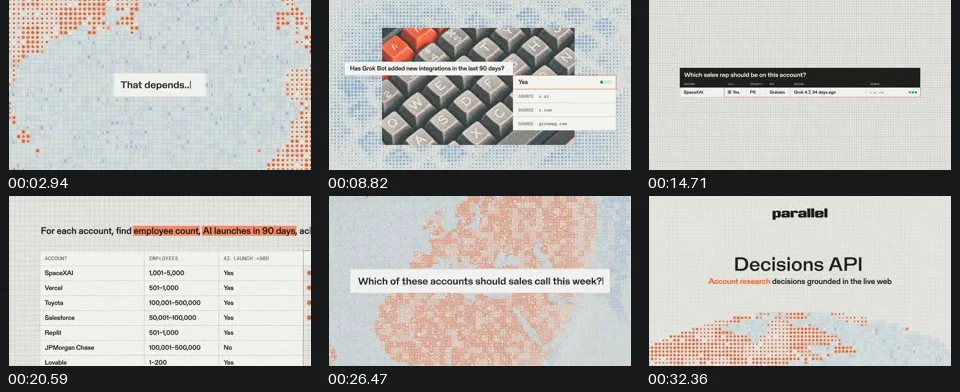 That depends..
00:02.94
Has Grok Bot added new integrations in the last 90 days?
Yes
SOURCE x.ai
SOURCE x.com
SOURCE
00:08.82
Which sales rep should be on this account?
SpaceXAI Yes P0 Graham Grok 4.7, 34 days ago
00:14.71
For each account, find employee count, AI launches in 90 days,
ACCOUNT EMPLOYEES AI LAUNCH <90D
SpaceXAI 1,001-5,000 Yes
Vercel 501-1,000 Yes
Toyota 100,001-500,000 Yes
Salesforce 50,001-100,000 Yes
Replit 501-1,000 Yes
JPMorgan Chase 100,001-500,000 No
Lovable 1-200 Yes
00:20.59
Which of these accounts should sales call this week?
00:26.47
parallel
Decisions API
Account research decisions grounded in the live web
00:32.36